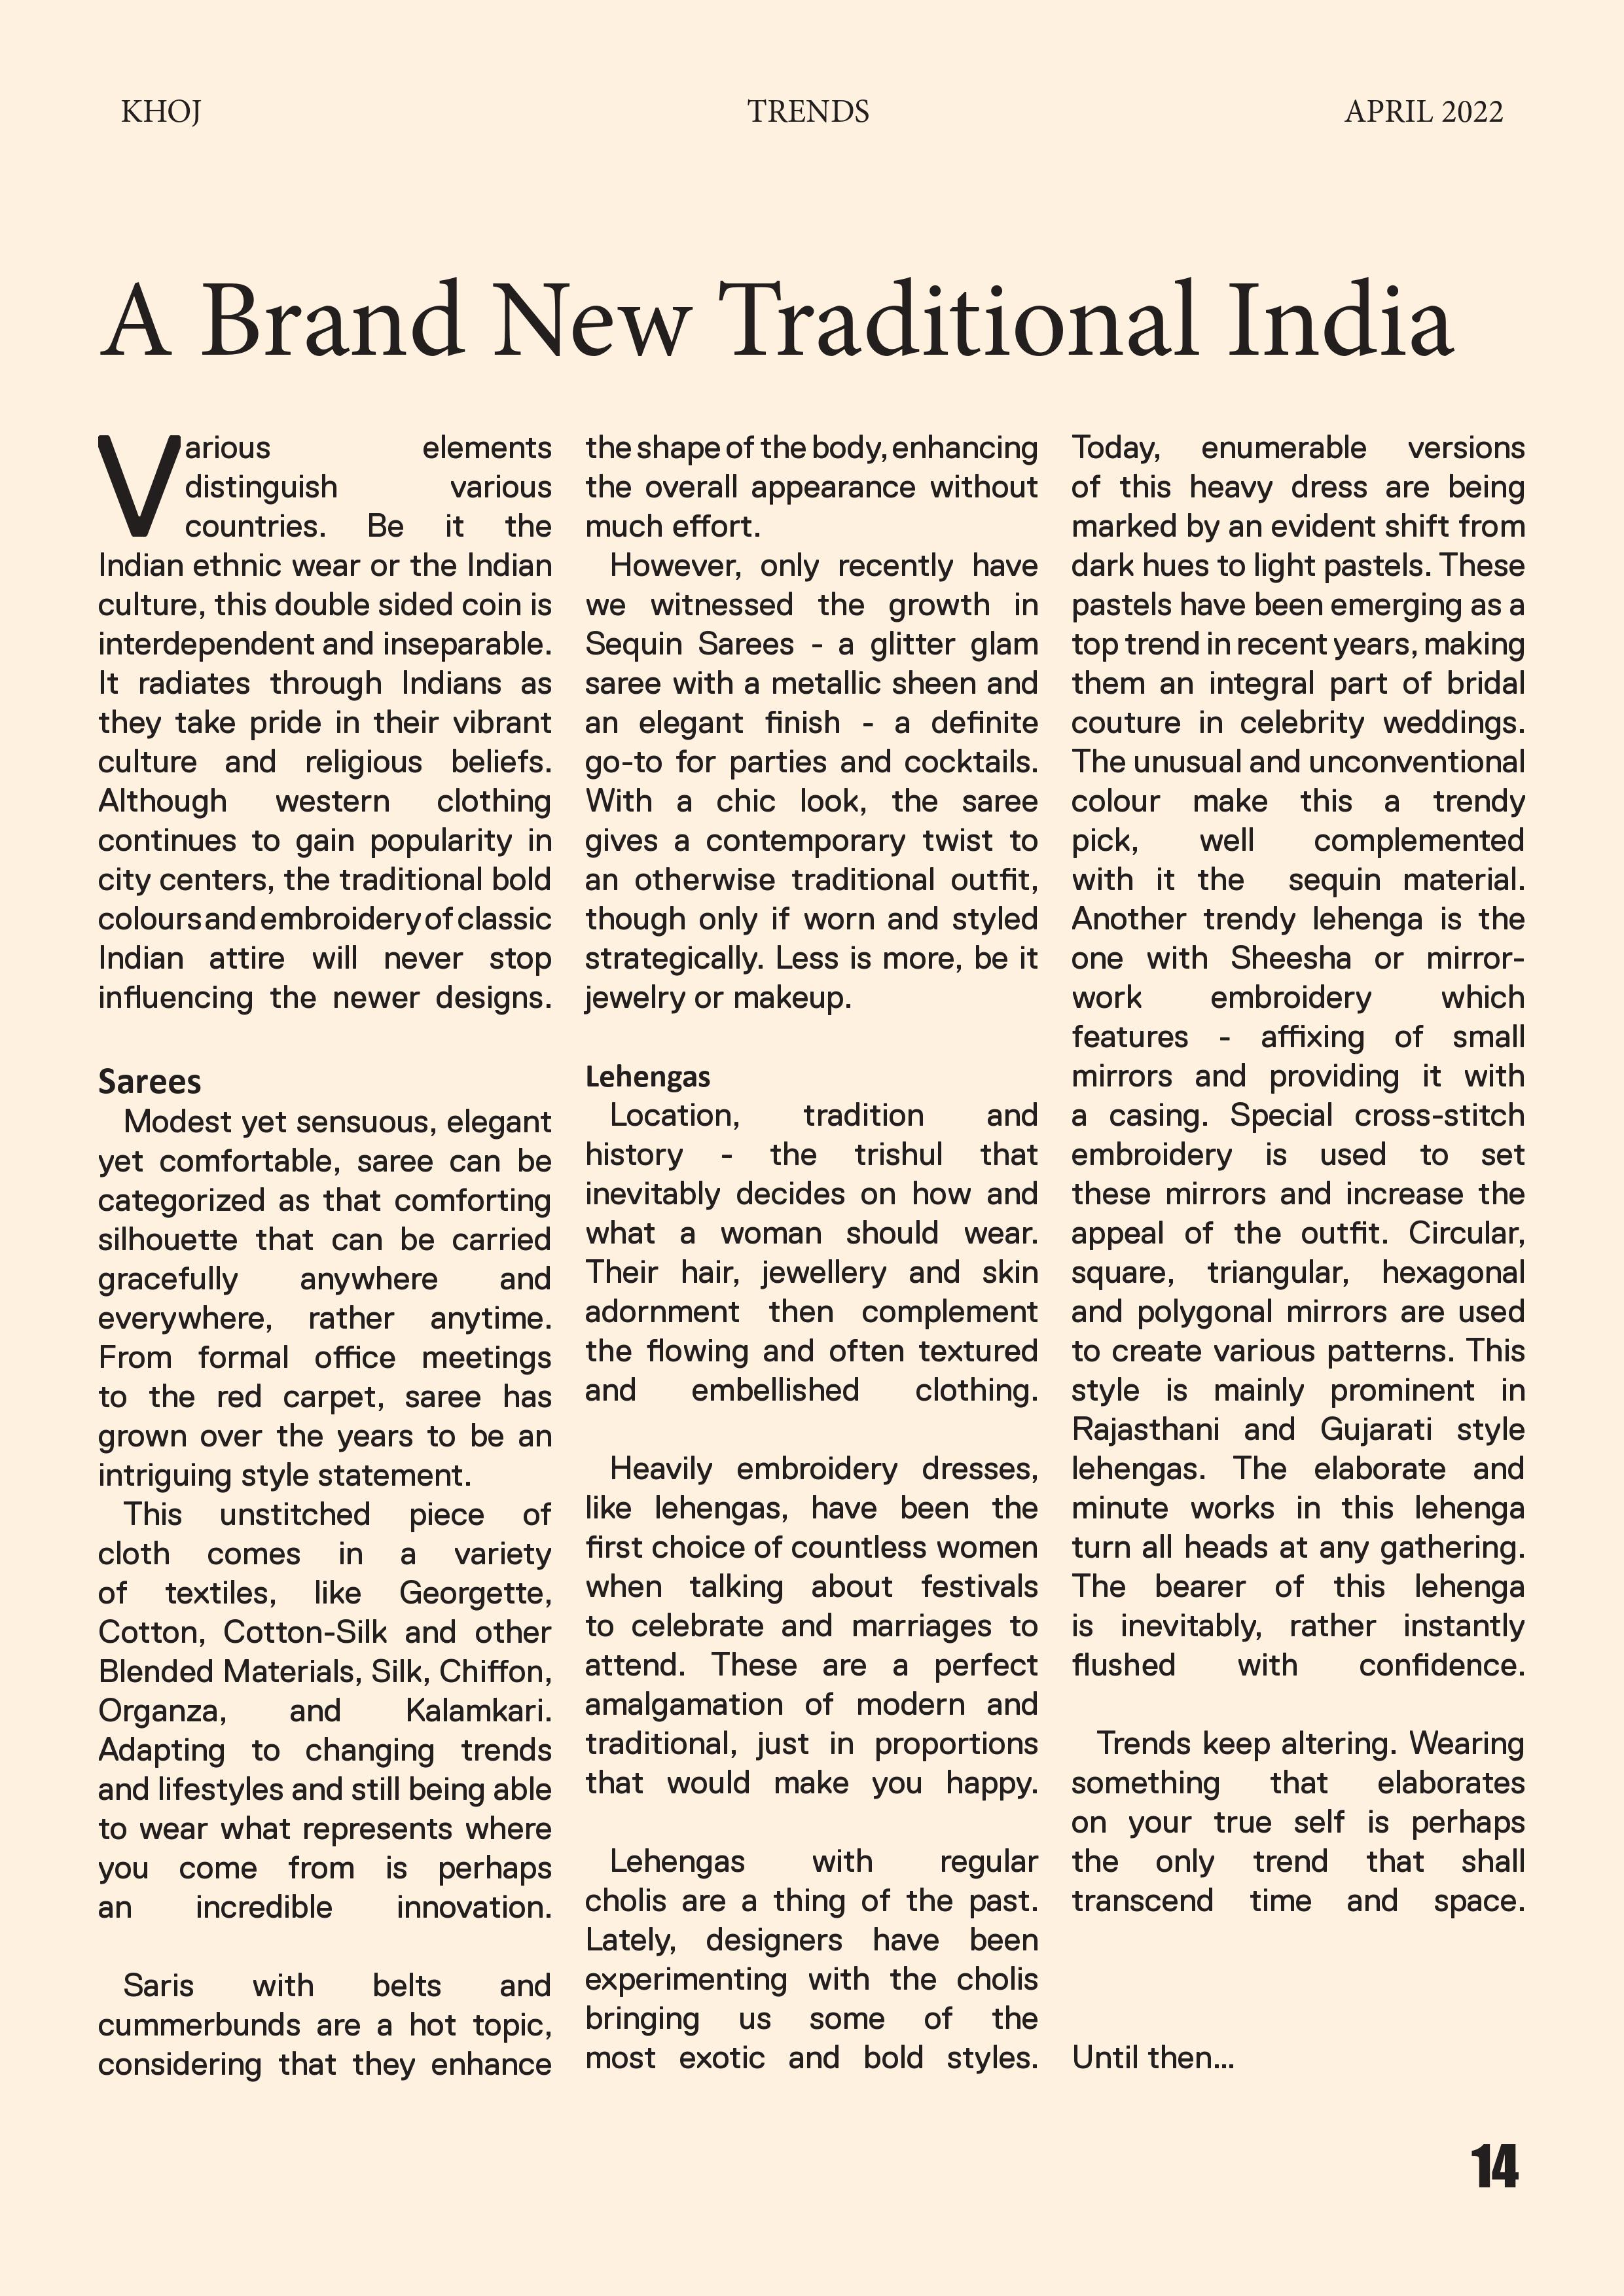 KHOJ
TRENDS
APRIL 2022
A Brand New Traditional India
Various elements
distinguish various
countries. Be it the
Indian ethnic wear or the Indian
culture, this double sided coin is
interdependent and inseparable.
It radiates through Indians as
they take pride in their vibrant
culture and religious beliefs.
Although western clothing
continues to gain popularity in
city centers, the traditional bold
colours and embroidery of classic
Indian attire will never stop
influencing the newer designs.
Sarees
Modest yet sensuous, elegant
yet comfortable, saree can be
categorized as that comforting
silhouette that can be carried
gracefully anywhere and
everywhere, rather anytime.
From formal office meetings
to the red carpet, saree has
grown over the years to be an
intriguing style statement.
This unstitched piece of
cloth comes in a variety
of textiles, like Georgette,
Cotton, Cotton-Silk and other
Blended Materials, Silk, Chiffon,
Organza, and Kalamkari.
Adapting to changing trends
and lifestyles and still being able
to wear what represents where
you come from is perhaps
an incredible innovation.
Saris with belts and
cummerbunds are a hot topic,
considering that they enhance
the shape of the body, enhancing
the overall appearance without
much effort.
However, only recently have
we witnessed the growth in
Sequin Sarees - a glitter glam
saree with a metallic sheen and
an elegant finish - a definite
go-to for parties and cocktails.
With a chic look, the saree
gives a contemporary twist to
an otherwise traditional outfit,
though only if worn and styled
strategically. Less is more, be it
jewelry or makeup.
Lehengas
Location, tradition and
history - the trishul that
inevitably decides on how and
what a woman should wear.
Their hair, jewellery and skin
adornment then complement
the flowing and often textured
and embellished clothing.
Heavily embroidery dresses,
like lehengas, have been the
first choice of countless women
when talking about festivals
to celebrate and marriages to
attend. These are a perfect
amalgamation of modern and
traditional, just in proportions
that would make you happy.
Lehengas with regular
cholis are a thing of the past.
Lately, designers have been
experimenting with the cholis
bringing us some of the
most exotic and bold styles.
Today, enumerable versions
of this heavy dress are being
marked by an evident shift from
dark hues to light pastels. These
pastels have been emerging as a
top trend in recent years, making
them an integral part of bridal
couture in celebrity weddings.
The unusual and unconventional
colour make this a trendy
pick, well complemented
with it the sequin material.
Another trendy lehenga is the
one with Sheesha or mirror-
work embroidery which
features - affixing of small
mirrors and providing it with
a casing. Special cross-stitch
embroidery is used to set
these mirrors and increase the
appeal of the outfit. Circular,
square, triangular, hexagonal
and polygonal mirrors are used
to create various patterns. This
style is mainly prominent in
Rajasthani and Gujarati style
lehengas. The elaborate and
minute works in this lehenga
turn all heads at any gathering.
The bearer of this lehenga
is inevitably, rather instantly
flushed with confidence.
Trends keep altering. Wearing
something that elaborates
on your true self is perhaps
the only trend that shall
transcend time and space.
Until then...
14